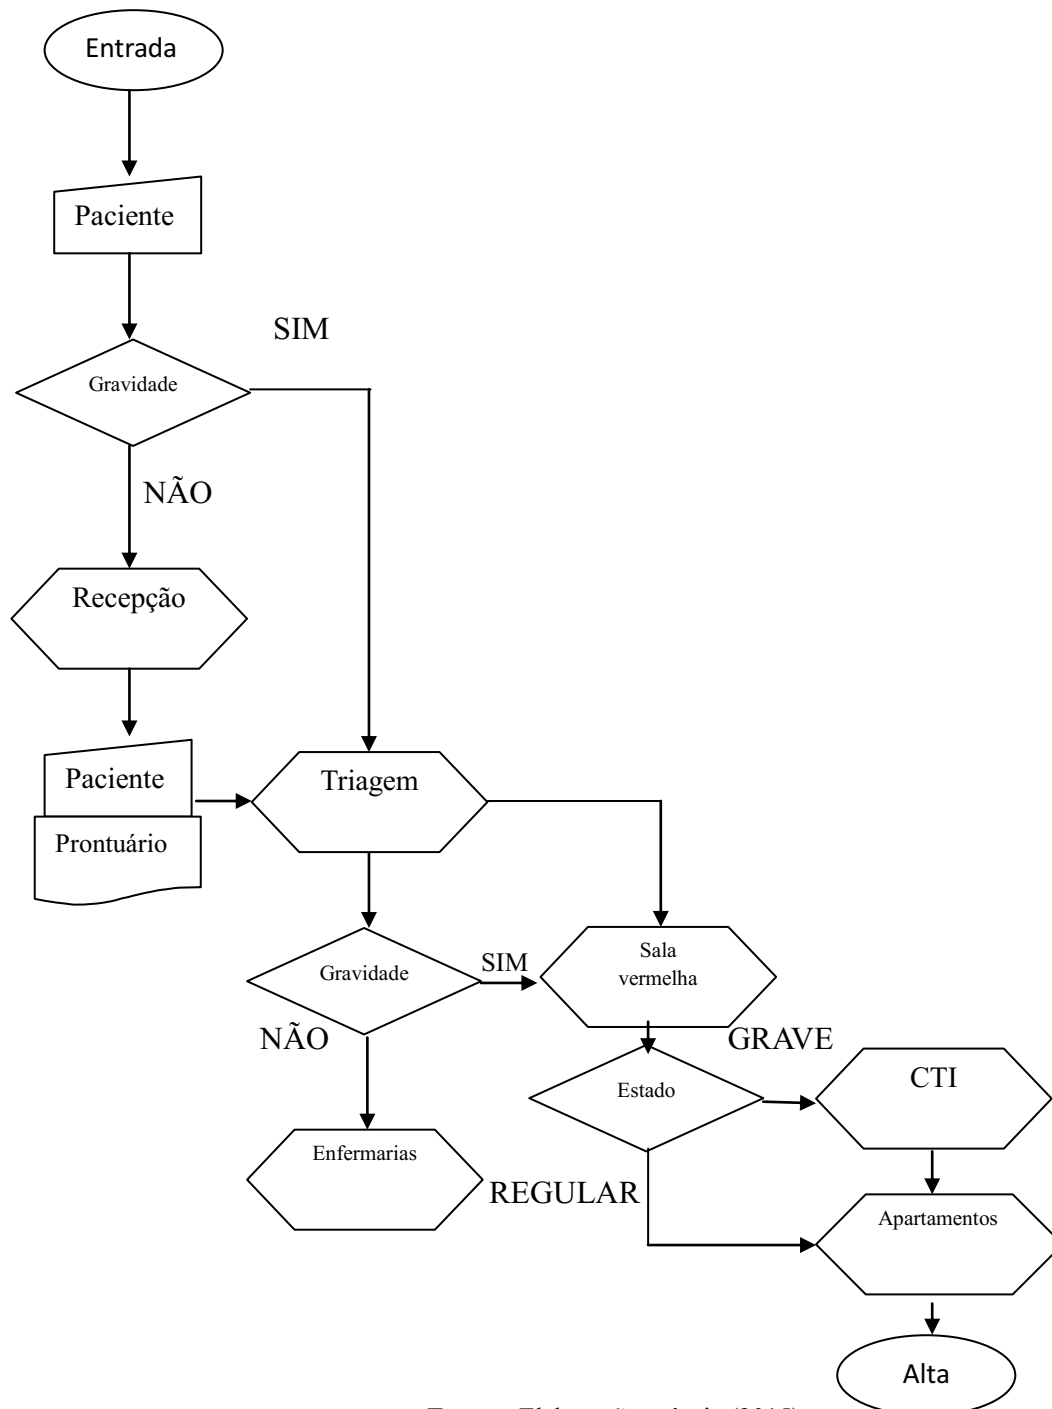 Entrada
Paciente
SIM
Gravidade
NÃO
Recepção
Paciente
Prontuário
Triagem
Gravidade
SIM
Sala
vermelha
NÃO
GRAVE
Estado
CTI
Enfermarias
REGULAR
Apartamentos
Alta